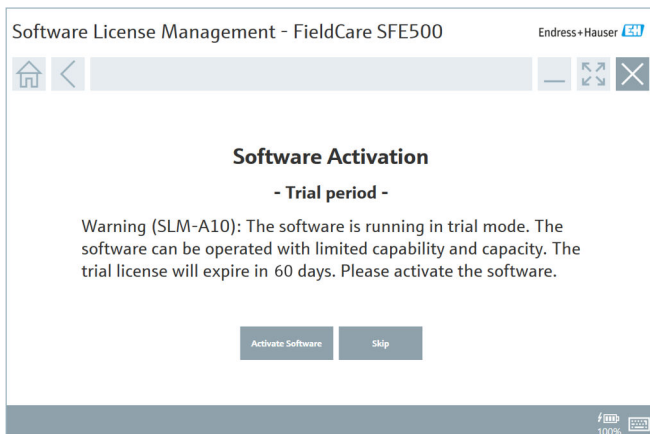 Software License Management - FieldCare SFE500
Endress+Hauser EH
Software Activation
- Trial period -
Warning (SLM-A10): The software is running in trial mode. The
software can be operated with limited capability and capacity. The
trial license will expire in 60 days. Please activate the software.
Activate Software
Skip
100%